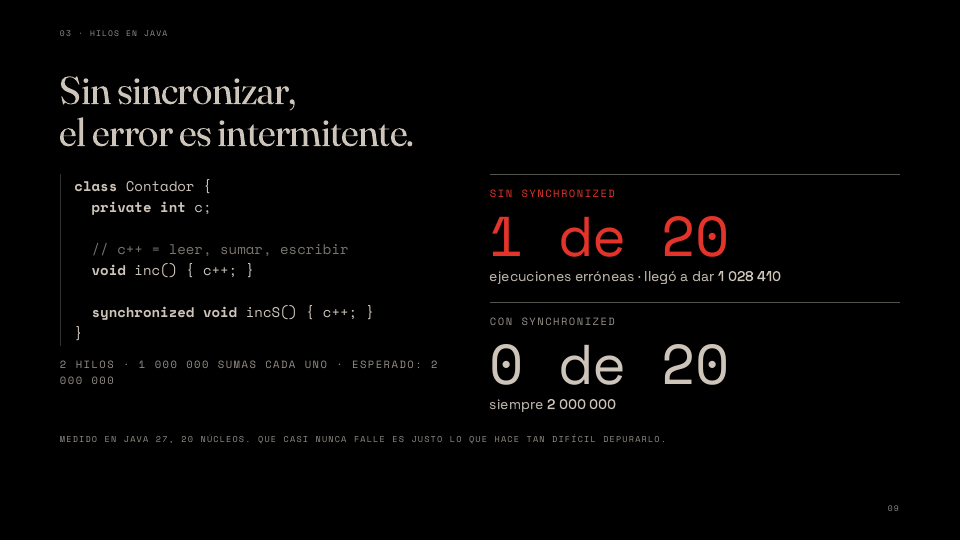 03 · HILOS EN JAVA
Sin sincronizar,
el error es intermitente.
class Contador {
private int c;
// c++ = leer, sumar, escribir
void inc() { c++; }
synchronized void incS() { c++; }
}
2 HILOS · 1 000 000 SUMAS CADA UNO · ESPERADO: 2
000 000
SIN SYNCHRONIZED
1 de 20
ejecuciones erróneas · llegó a dar 1 028 410
CON SYNCHRONIZED
0 de 20
siempre 2 000 000
MEDIDO EN JAVA 27, 20 NÚCLEOS. QUE CASI NUNCA FALLE ES JUSTO LO QUE HACE TAN DIFÍCIL DEPURARLO.
09